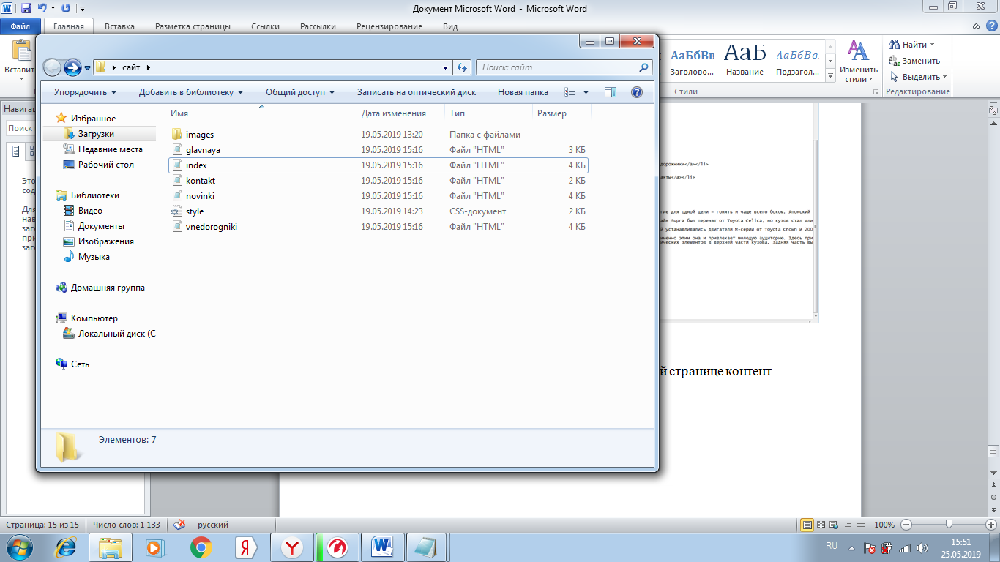 Документ Microsoft Word - Microsoft Word
Файл Главная Вставка Разметка страницы Ссылки Рассылки Рецензирование Вид
Вставит
АаБбВв АаБ АаБбВв.
Заголово... Название Подзагол...
Изменить стили
Найти
Заменить
Выделить
Стили
Редактирование
сайт
Поиск: сайт
Упорядочить Добавить в библиотеку Общий доступ Записать на оптический диск Новая папка
Имя Дата изменения Тип Размер
images 19.05.2019 13:20 Папка с файлами
glavnaya 19.05.2019 15:16 Файл "HTML" 3 КБ
index 19.05.2019 15:16 Файл "HTML" 4 КБ
kontakt 19.05.2019 15:16 Файл "HTML" 2 КБ
novinki 19.05.2019 15:16 Файл "HTML" 4 КБ
style 19.05.2019 14:23 CSS-документ 2 КБ
vnedorogniki 19.05.2019 15:16 Файл "HTML" 4 КБ
Избранное
Загрузки
Недавние места
Рабочий стол
Библиотеки
Видео
Документы
Изображения
Музыка
Домашняя группа
Компьютер
Локальный диск (C
Сеть
Элементов: 7
Навигац
Поиск
Это
сод
Для
нав
заг
при
заг
дорожники</a></li>
акты</a></li>
гие для одной цели – гонять и чаще всего боком. Японский
айн Supra был перенят от Toyota Celica, но кузов стал дли
й устанавливались двигатели M-серии от Toyota Crown и 200
именно этим она и привлекает молодую аудиторию. Здесь при
ических элементов в верхней части кузова. Задняя часть вы
й странице контент
Страница: 15 из 15 Число слов: 1 133 русский 100%
RU
15:51
25.05.2019